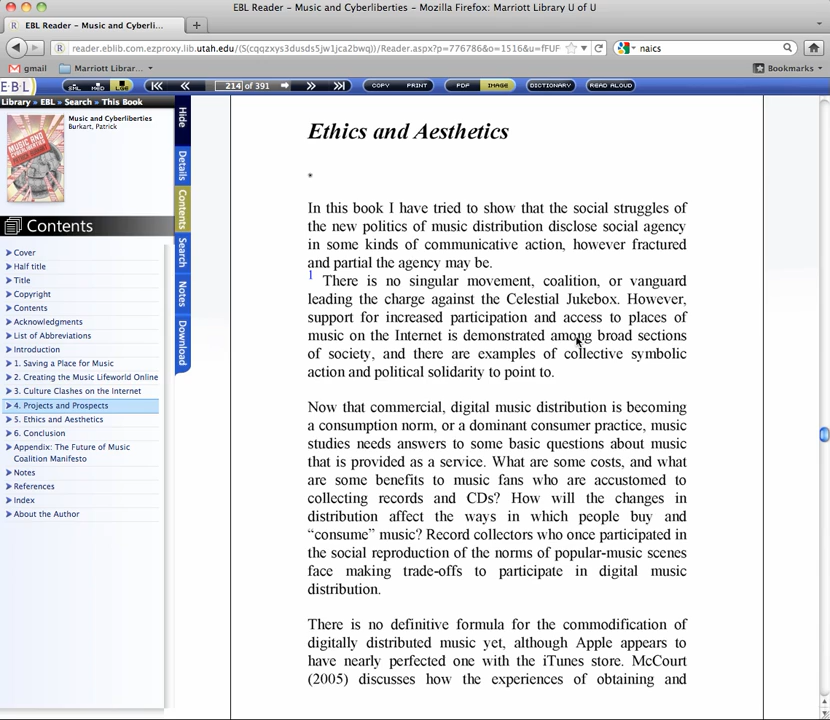 EBL Reader - Music and Cyberliberties - Mozilla Firefox: Marriott Library U of U
EBL Reader - Music and Cyberli...
reader.eblib.com.ezproxy.lib.utah.edu/(S(cqqzxys3dusds5jw1jca2bwq))/Reader.aspx?p=776786&o=1516&u=fUF
naics
gmail
Marriott Library...
Bookmarks
EBL
214 of 391
COPY
PRINT
PDF
IMAGE
DICTIONARY
READ ALOUD
Library » EBL » Search » This Book
Music and Cyberliberties
Burkart, Patrick
Hide
Details
Contents
Search
Notes
Download
Contents
Cover
Half title
Title
Copyright
Contents
Acknowledgments
List of Abbreviations
Introduction
1. Saving a Place for Music
2. Creating the Music Lifeworld Online
3. Culture Clashes on the Internet
4. Projects and Prospects
5. Ethics and Aesthetics
6. Conclusion
Appendix: The Future of Music
Coalition Manifesto
Notes
References
Index
About the Author
Ethics and Aesthetics
*
In this book I have tried to show that the social struggles of
the new politics of music distribution disclose social agency
in some kinds of communicative action, however fractured
and partial the agency may be.
1 There is no singular movement, coalition, or vanguard
leading the charge against the Celestial Jukebox. However,
support for increased participation and access to places of
music on the Internet is demonstrated among broad sections
of society, and there are examples of collective symbolic
action and political solidarity to point to.
Now that commercial, digital music distribution is becoming
a consumption norm, or a dominant consumer practice, music
studies needs answers to some basic questions about music
that is provided as a service. What are some costs, and what
are some benefits to music fans who are accustomed to
collecting records and CDs? How will the changes in
distribution affect the ways in which people buy and
“consume” music? Record collectors who once participated in
the social reproduction of the norms of popular-music scenes
face making trade-offs to participate in digital music
distribution.
There is no definitive formula for the commodification of
digitally distributed music yet, although Apple appears to
have nearly perfected one with the iTunes store. McCourt
(2005) discusses how the experiences of obtaining and